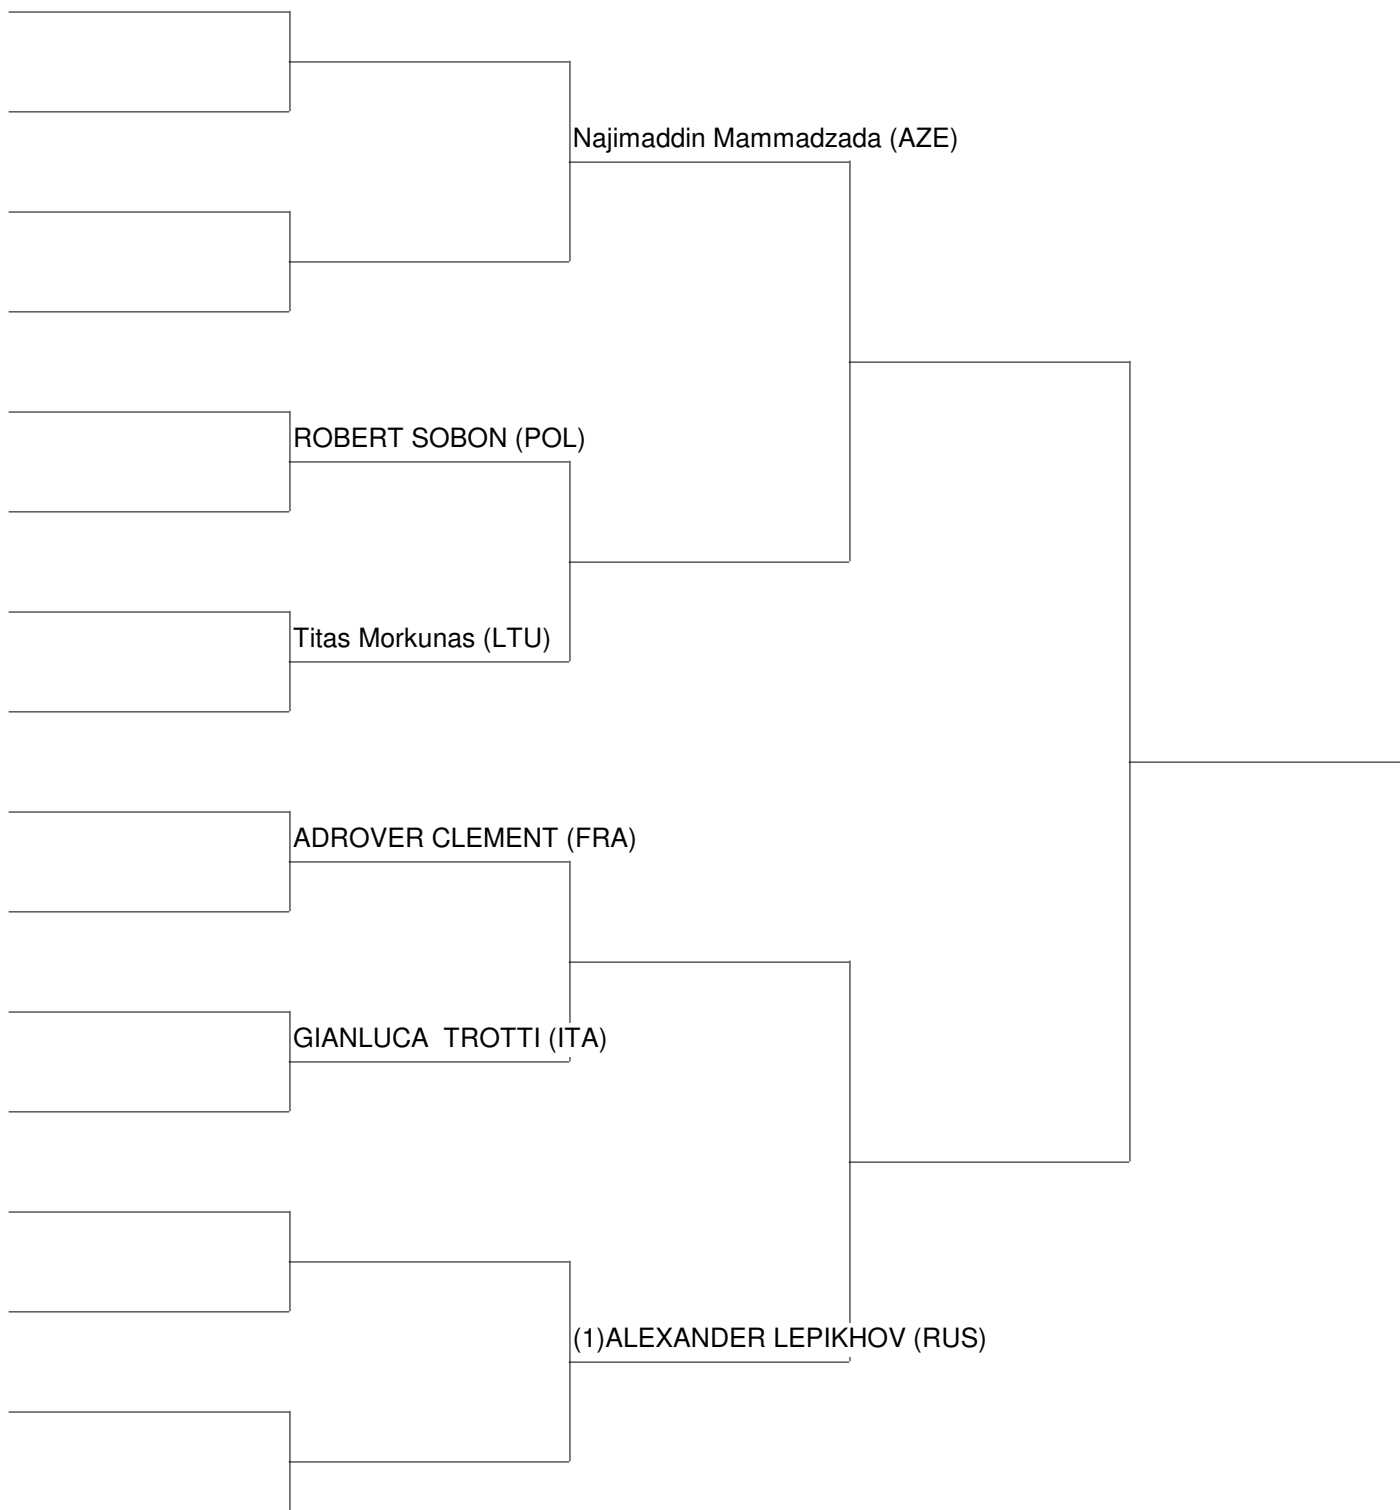 Najimaddin Mammadzada (AZE)
ROBERT SOBON (POL)
Titas Morkunas (LTU)
ADROVER CLEMENT (FRA)
GIANLUCA  TROTTI (ITA)
(1)ALEXANDER LEPIKHOV (RUS)